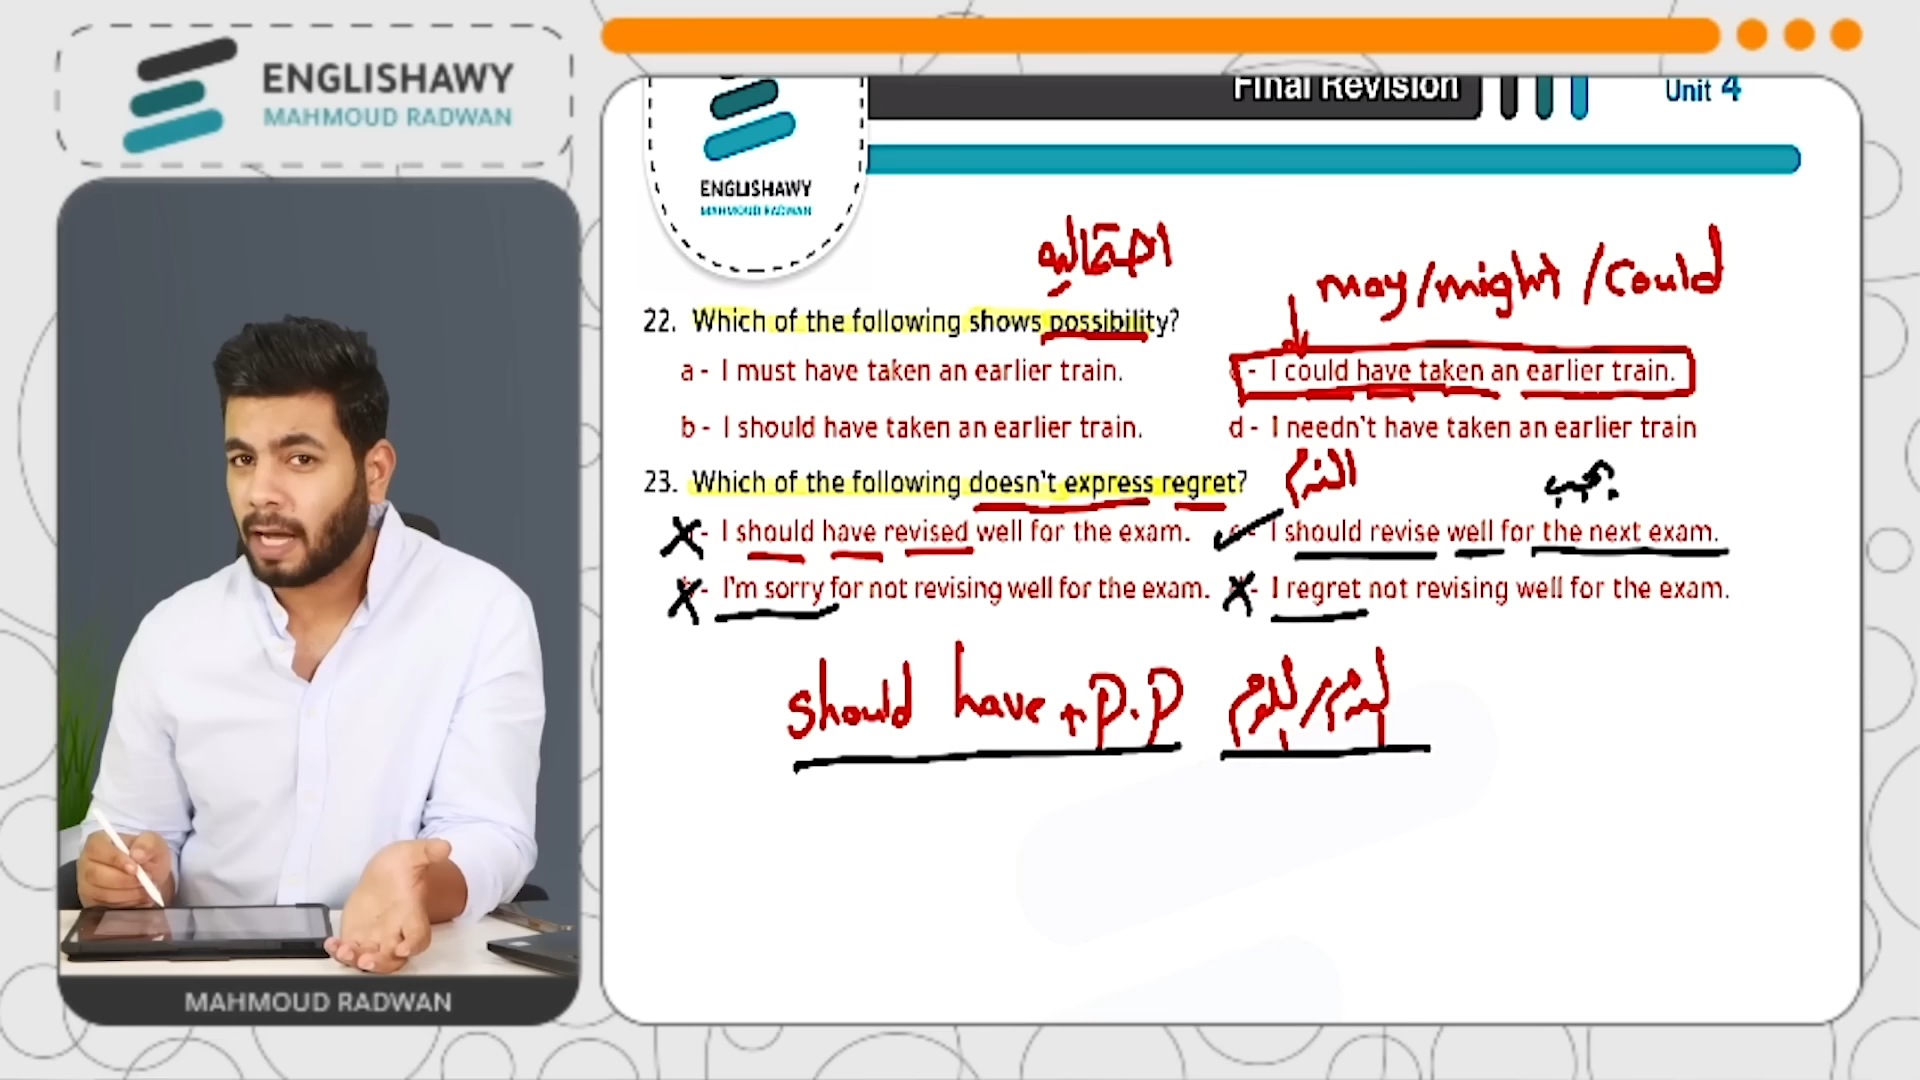 ENGLISHAWY
MAHMOUD RADWAN
Final Revision
Unit 4
ENGLISHAWY
MAHMOUD RADWAN
احتمالية
may/might/could
22. Which of the following shows possibility?
a - I must have taken an earlier train.
- I could have taken an earlier train.
b - I should have taken an earlier train.
d - I needn't have taken an earlier train
الندم
23. Which of the following doesn't express regret?
X - I should have revised well for the exam.
✓ - I should revise well for the next exam.
X - I'm sorry for not revising well for the exam.
X - I regret not revising well for the exam.
should have + P.P
MAHMOUD RADWAN